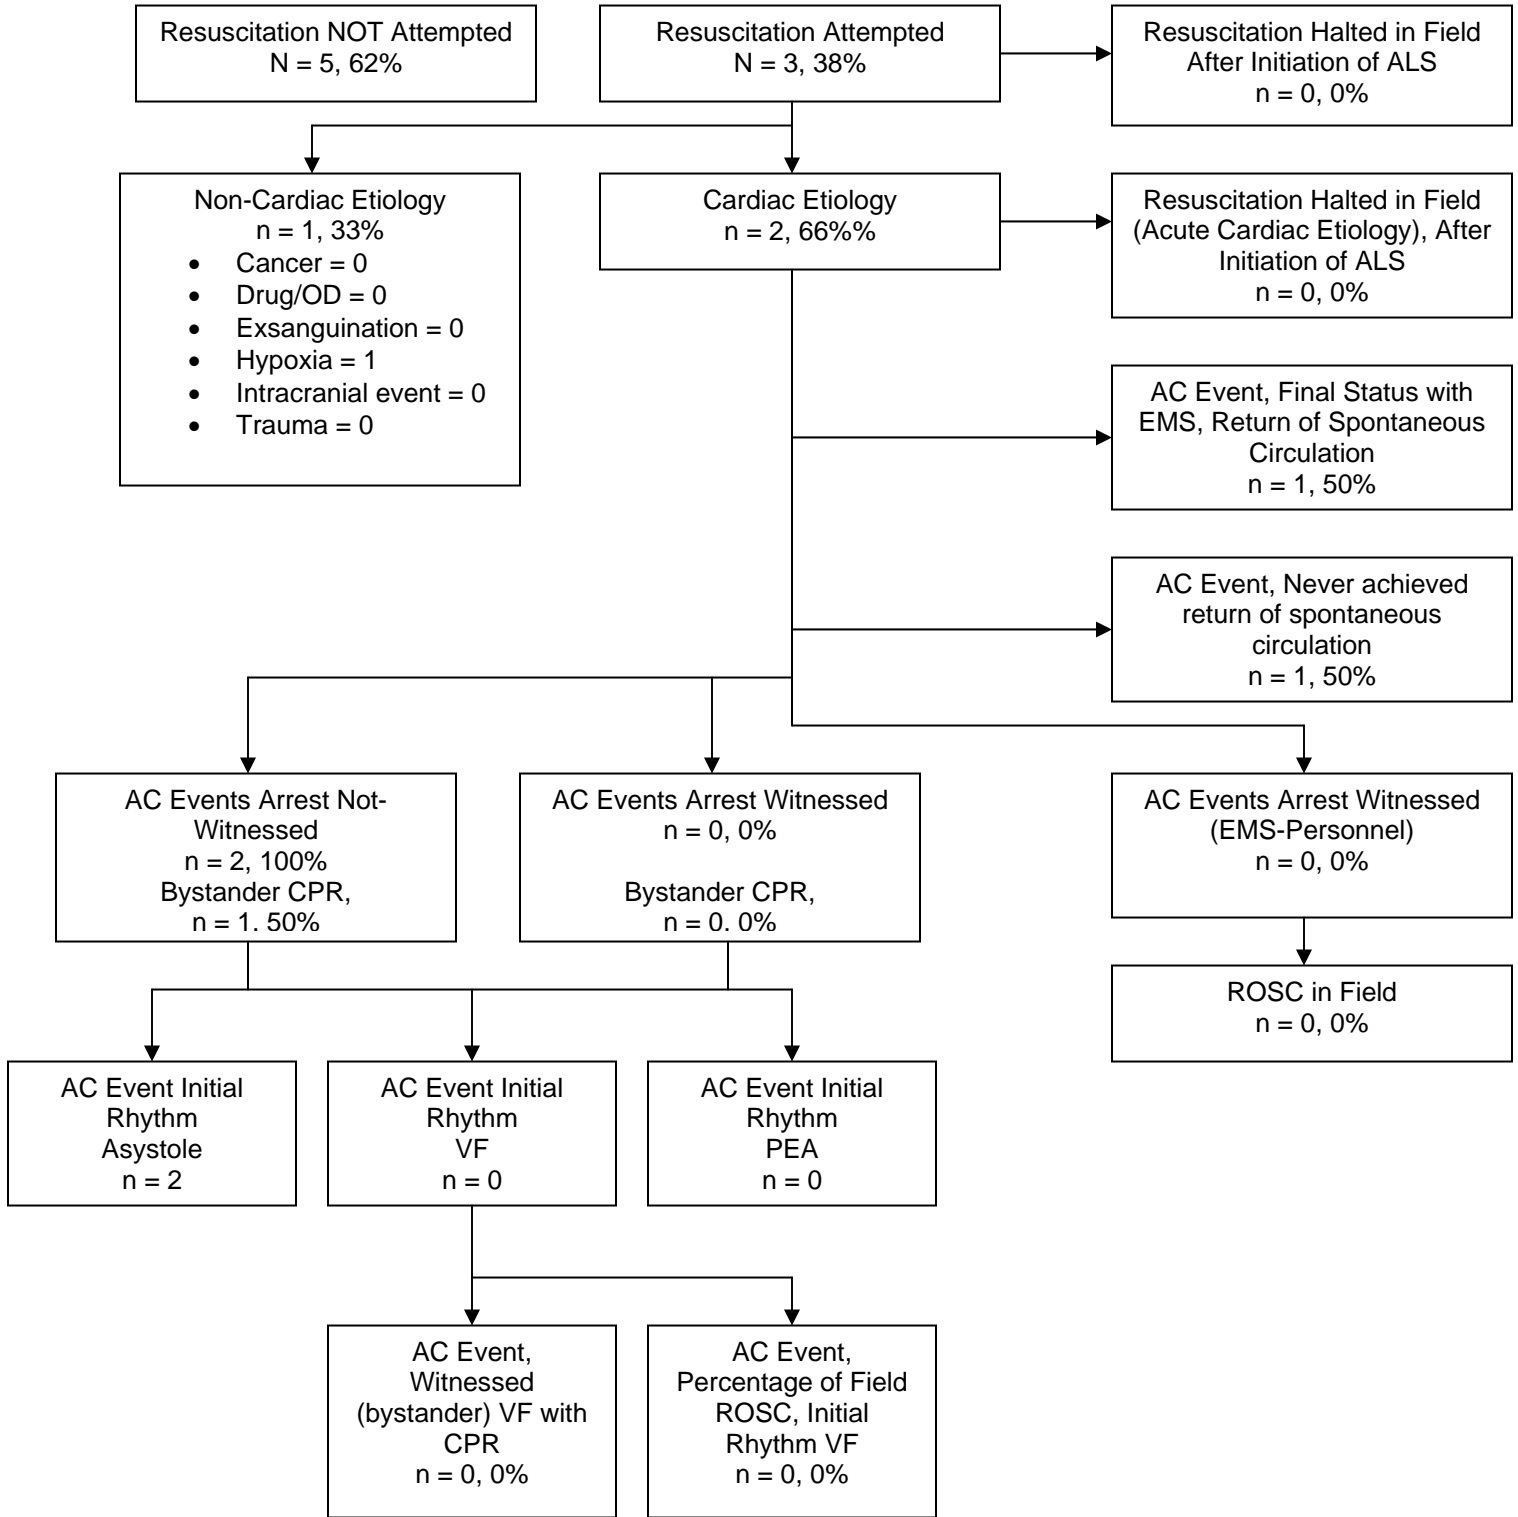 Resuscitation NOT Attempted
N = 5, 62%
Resuscitation Attempted
N = 3, 38%
Resuscitation Halted in Field
After Initiation of ALS
n = 0, 0%
Non-Cardiac Etiology
n = 1, 33%
• Cancer = 0
• Drug/OD = 0
• Exsanguination = 0
• Hypoxia = 1
• Intracranial event = 0
• Trauma = 0
Cardiac Etiology
n = 2, 66%%
Resuscitation Halted in Field
(Acute Cardiac Etiology), After
Initiation of ALS
n = 0, 0%
AC Event, Final Status with
EMS, Return of Spontaneous
Circulation
n = 1, 50%
AC Event, Never achieved
return of spontaneous
circulation
n = 1, 50%
AC Events Arrest Not-
Witnessed
n = 2, 100%
Bystander CPR,
n = 1, 50%
AC Events Arrest Witnessed
n = 0, 0%
Bystander CPR,
n = 0, 0%
AC Events Arrest Witnessed
(EMS-Personnel)
n = 0, 0%
ROSC in Field
n = 0, 0%
AC Event Initial
Rhythm
Asystole
n = 2
AC Event Initial
Rhythm
VF
n = 0
AC Event Initial
Rhythm
PEA
n = 0
AC Event,
Witnessed
(bystander) VF with
CPR
n = 0, 0%
AC Event,
Percentage of Field
ROSC, Initial
Rhythm VF
n = 0, 0%